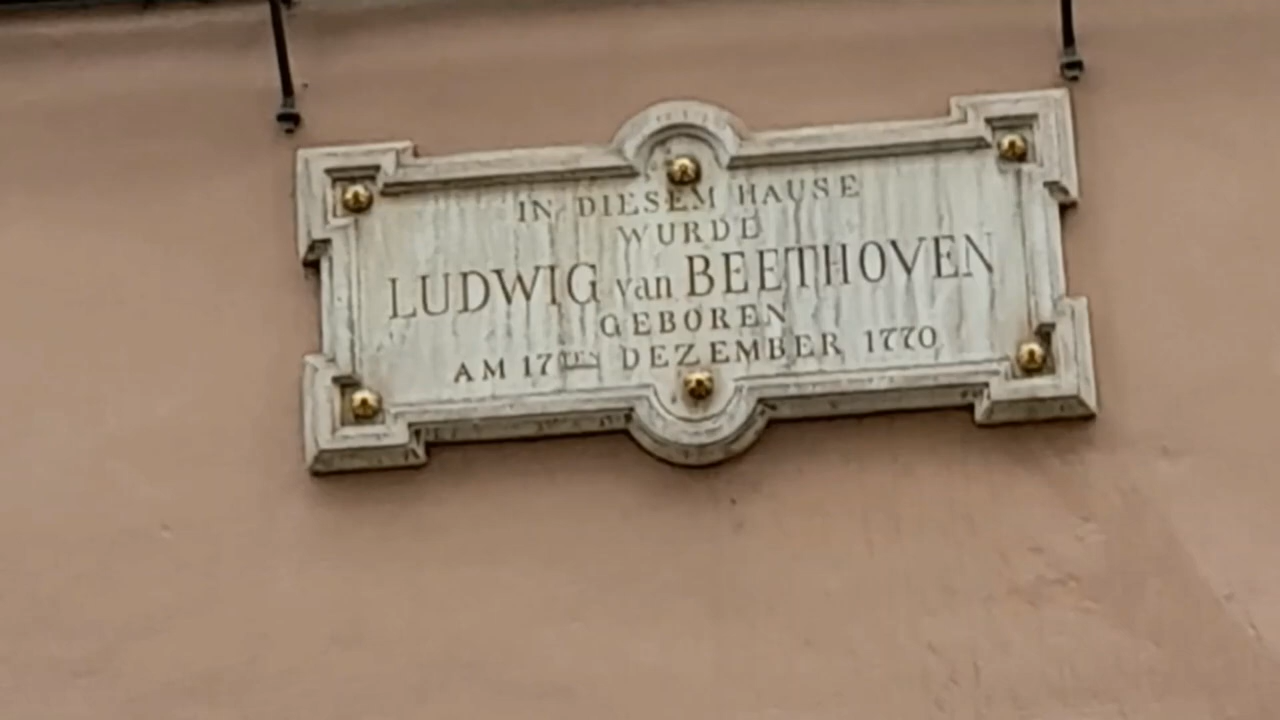 IN DIESEM HAUSE
WURDE
LUDWIG van BEETHOVEN
GEBOREN
AM 17TEN DEZEMBER 1770